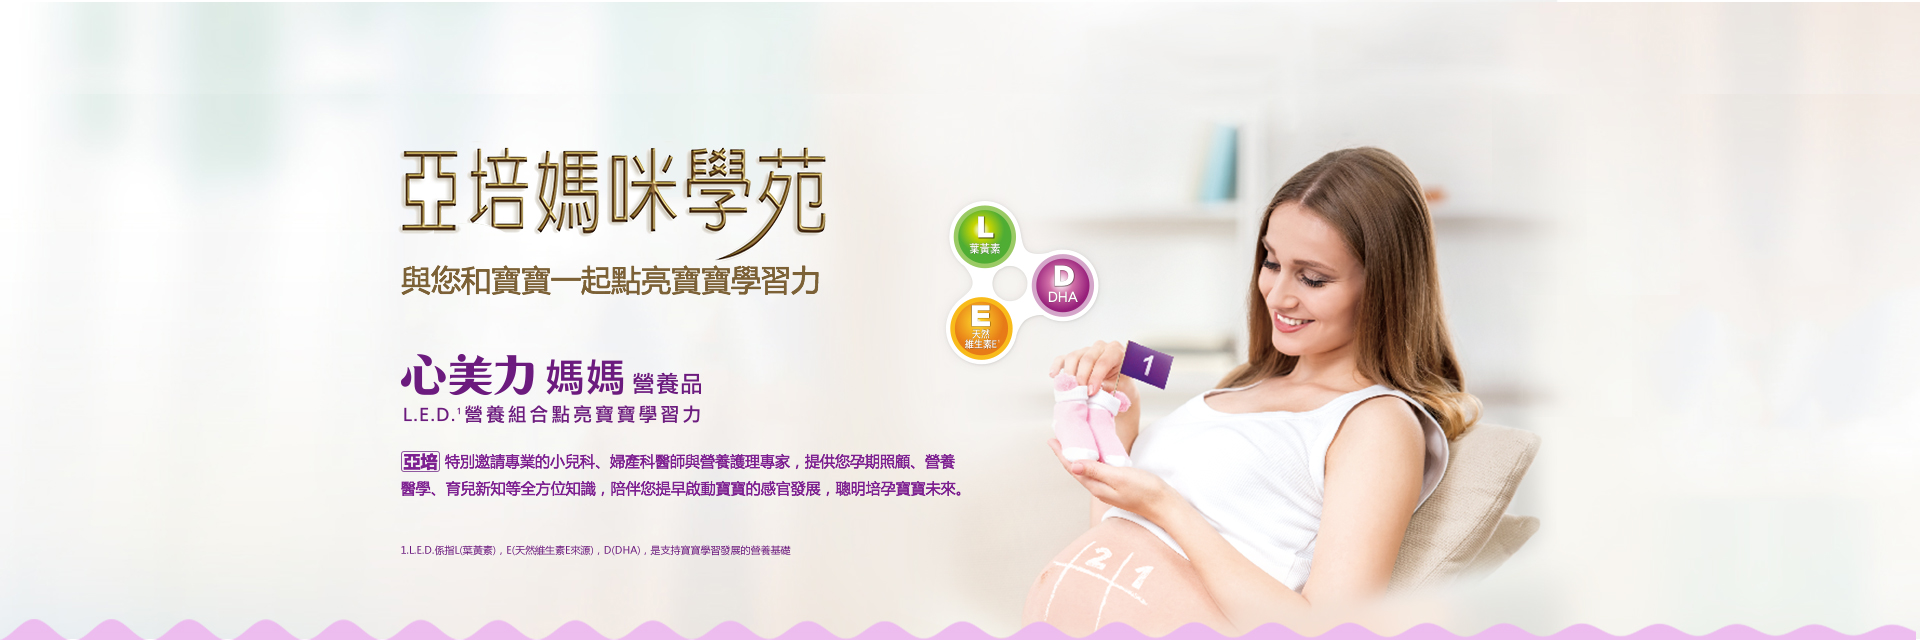 亞培媽咪學苑
與您和寶寶一起點亮寶寶學習力
心美力 媽媽 營養品
L.E.D.¹營養組合點亮寶寶學習力
亞培 特別邀請專業的小兒科、婦產科醫師與營養護理專家，提供您孕期照顧、營養
醫學、育兒新知等全方位知識，陪伴您提早啟動寶寶的感官發展，聰明培孕寶寶未來。
1.L.E.D.係指L(葉黃素)，E(天然維生素E來源)，D(DHA)，是支持寶寶學習發展的營養基礎
L
葉黃素
D
DHA
E
天然
維生素E¹
1
2 1